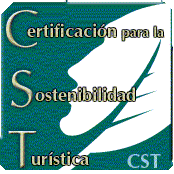 Certificación para la
Sostenibilidad
Turística
CST